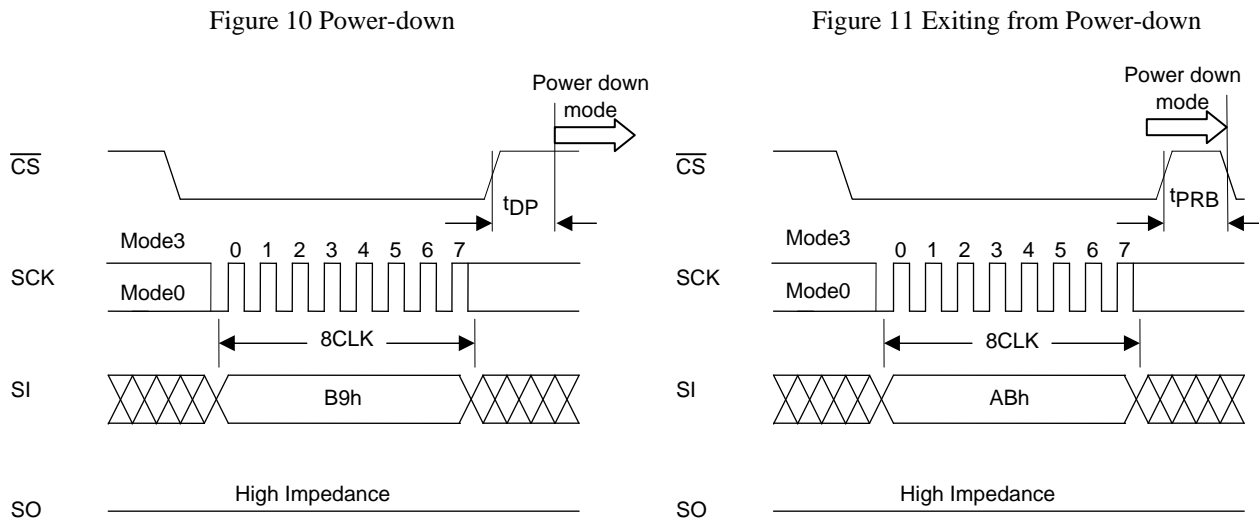 Figure 10 Power-down
Power down
mode
CS
tDP
Mode3
0 1 2 3 4 5 6 7
SCK
Mode0
8CLK
SI
B9h
High Impedance
SO
Figure 11 Exiting from Power-down
Power down
mode
CS
tPRB
Mode3
0 1 2 3 4 5 6 7
SCK
Mode0
8CLK
SI
ABh
High Impedance
SO